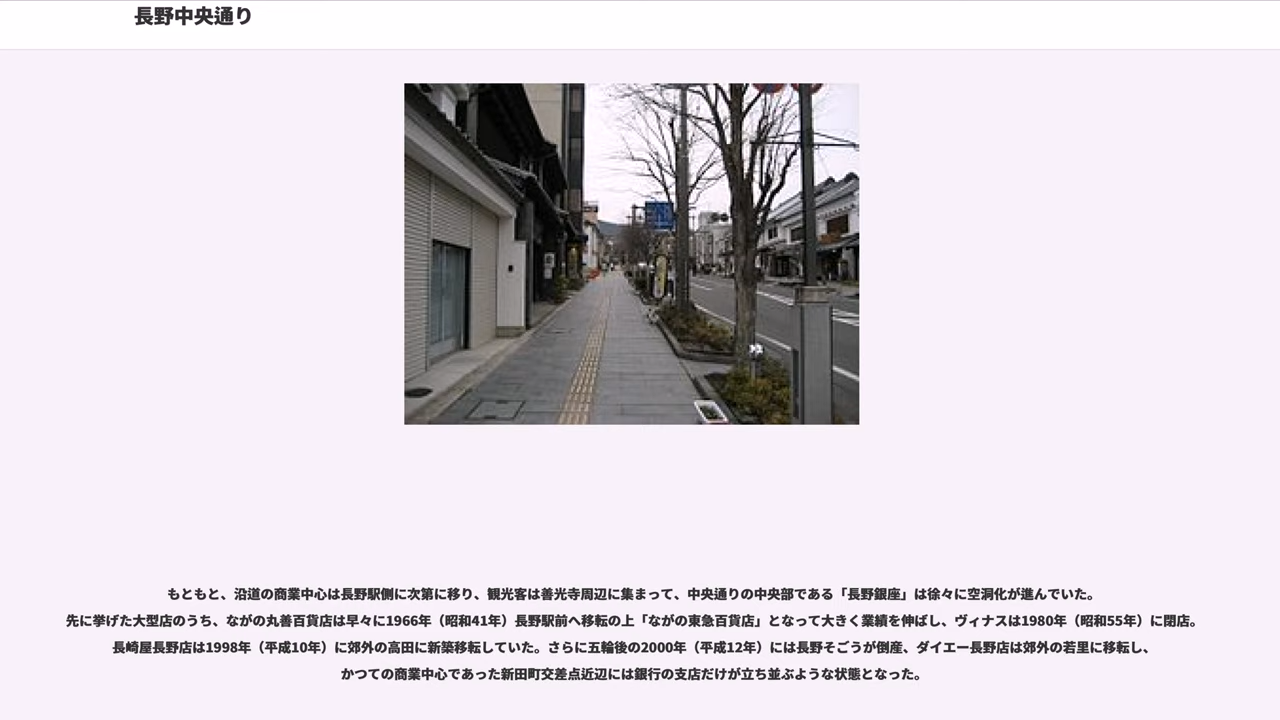 長野中央通り
もともと、沿道の商業中心は長野駅側に次第に移り、観光客は善光寺周辺に集まって、中央通りの中央部である「長野銀座」は徐々に空洞化が進んでいた。
先に挙げた大型店のうち、ながの丸善百貨店は早々に1966年（昭和41年）長野駅前へ移転の上「ながの東急百貨店」となって大きく業績を伸ばし、ヴィナスは1980年（昭和55年）に閉店。
長崎屋長野店は1998年（平成10年）に郊外の高田に新築移転していた。さらに五輪後の2000年（平成12年）には長野そごうが倒産、ダイエー長野店は郊外の若里に移転し、
かつての商業中心であった新田町交差点近辺には銀行の支店だけが立ち並ぶような状態となった。